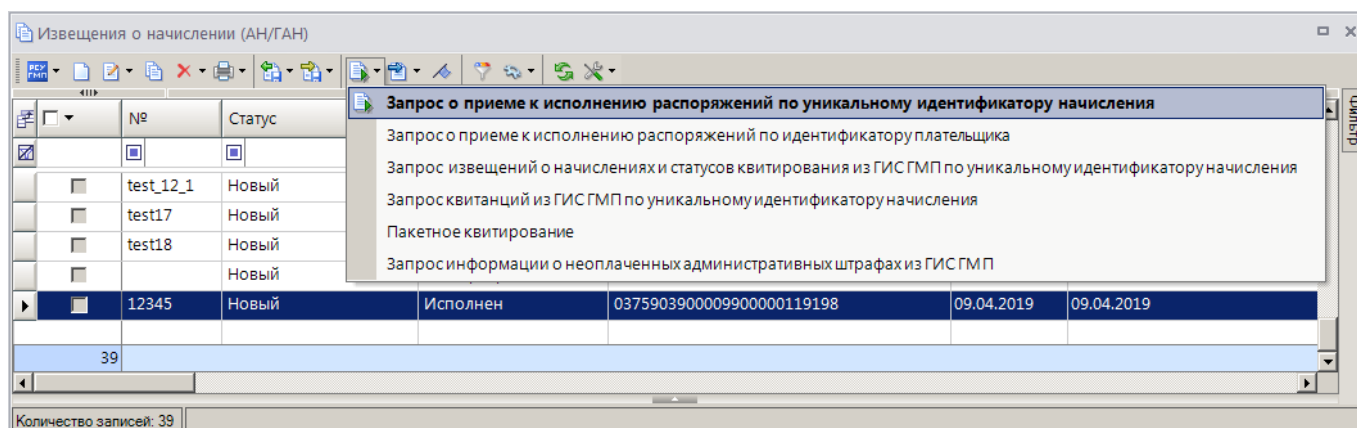 Извещения о начислении (АН/ГАН)
РСУ ГМП
Запрос о приеме к исполнению распоряжений по уникальному идентификатору начисления
№ Статус
Запрос о приеме к исполнению распоряжений по идентификатору плательщика
Запрос извещений о начислениях и статусов квитирования из ГИС ГМП по уникальному идентификатору начисления
test_12_1 Новый
Запрос квитанций из ГИС ГМП по уникальному идентификатору начисления
test17 Новый
Пакетное квитирование
test18 Новый
Запрос информации о неоплаченных административных штрафах из ГИС ГМП
Новый
12345 Новый Исполнен 0375903900009900000119198 09.04.2019 09.04.2019
39
Количество записей: 39